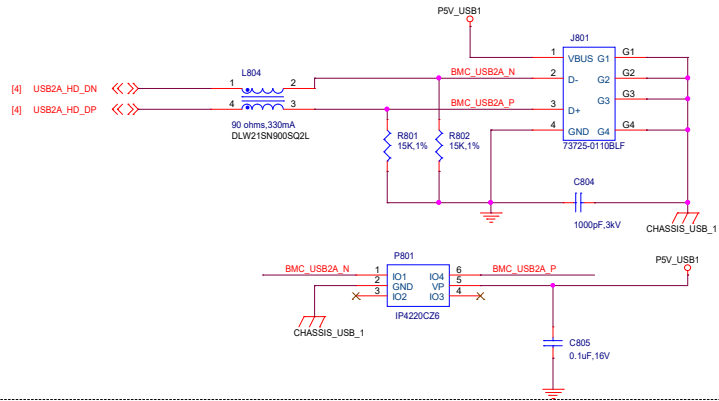 P5V_USB1
J801
L804
1 VBUS G1 G1
[4] USB2A_HD_DN 1 2 BMC_USB2A_N 2 D- G2 G2
G3 G3
[4] USB2A_HD_DP 4 3 BMC_USB2A_P 3 D+
4 GND G4 G4
90 ohms,330mA
DLW21SN900SQ2L
R801
15K,1%
R802
15K,1%
73725-0110BLF
C804
1000pF,3kV
CHASSIS_USB_1
P801
P5V_USB1
BMC_USB2A_N 1 IO1 IO4 6 BMC_USB2A_P
2 GND VP 5
3 IO2 IO3 4
IP4220CZ6
CHASSIS_USB_1
C805
0.1uF,16V